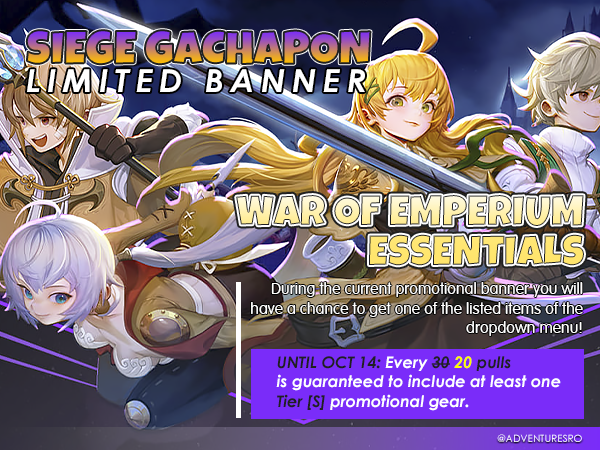 SIEGE GACHAPON
LIMITED BANNER
WAR OF EMPERIUM
ESSENTIALS
During the current promotional banner you will
have a chance to get one of the listed items of the
dropdown menu!
UNTIL OCT 14: Every 30 20 pulls
is guaranteed to include at least one
Tier [S] promotional gear.
@ADVENTURESRO